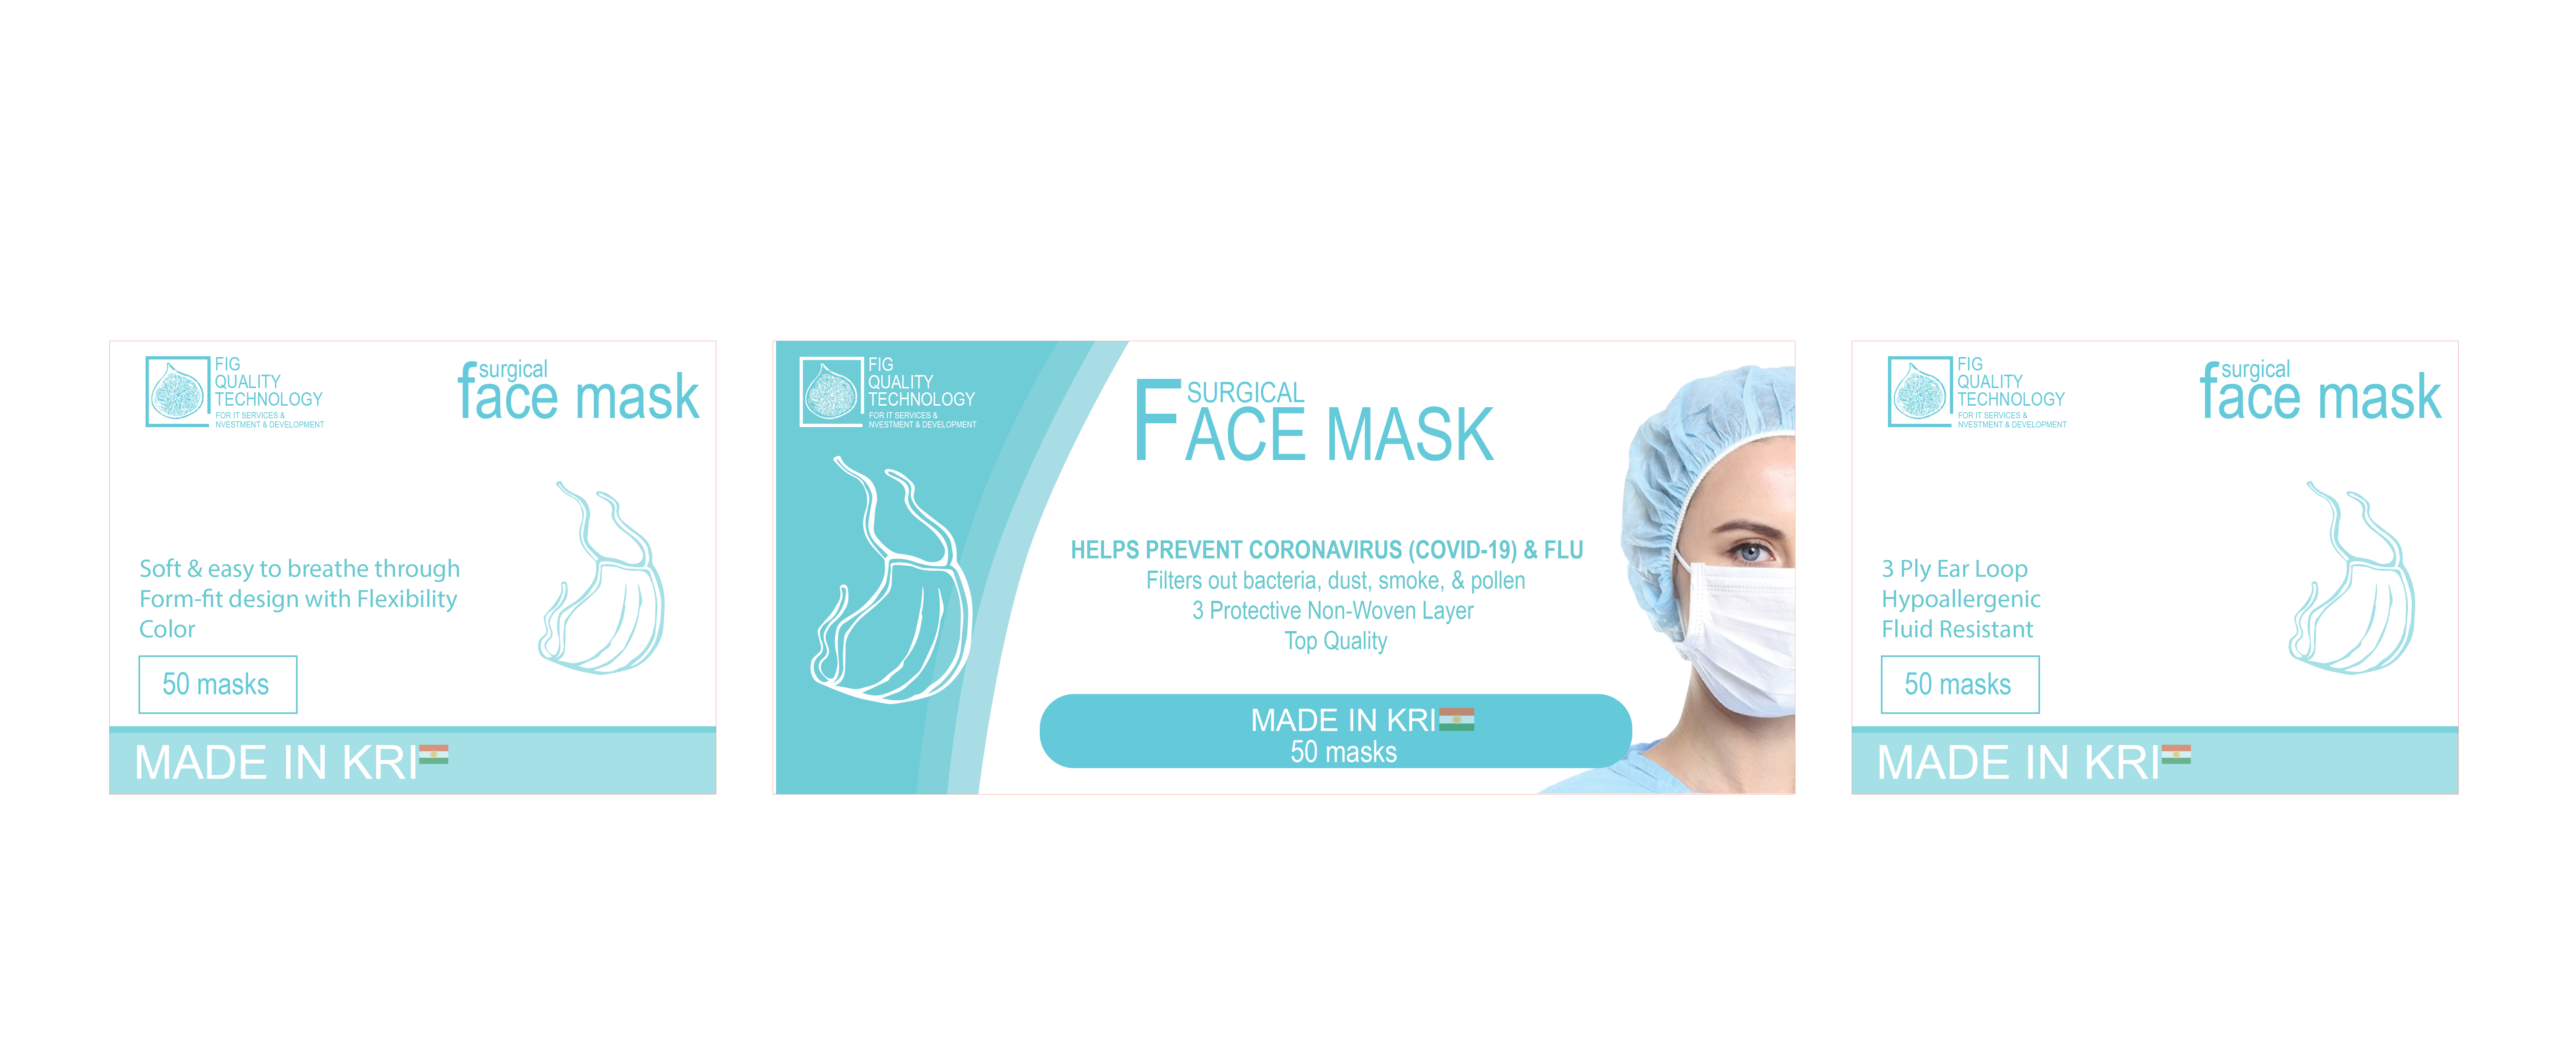 FIG
QUALITY
TECHNOLOGY
FOR IT SERVICES &
NVESTMENT & DEVELOPMENT
surgical
face mask
Soft & easy to breathe through
Form-fit design with Flexibility
Color
50 masks
MADE IN KRI
FIG
QUALITY
TECHNOLOGY
FOR IT SERVICES &
NVESTMENT & DEVELOPMENT
SURGICAL
FACE MASK
HELPS PREVENT CORONAVIRUS (COVID-19) & FLU
Filters out bacteria, dust, smoke, & pollen
3 Protective Non-Woven Layer
Top Quality
MADE IN KRI
50 masks
FIG
QUALITY
TECHNOLOGY
FOR IT SERVICES &
NVESTMENT & DEVELOPMENT
surgical
face mask
3 Ply Ear Loop
Hypoallergenic
Fluid Resistant
50 masks
MADE IN KRI